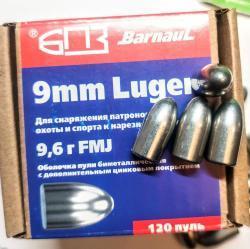 БПЗ Barnaul
9mm Luger
Для снаряжения патронов
охоты и спорта к нарезн
9,6 г FMJ
Оболочка пули биметаллическая
с дополнительным цинковым покрытием
120 пуль